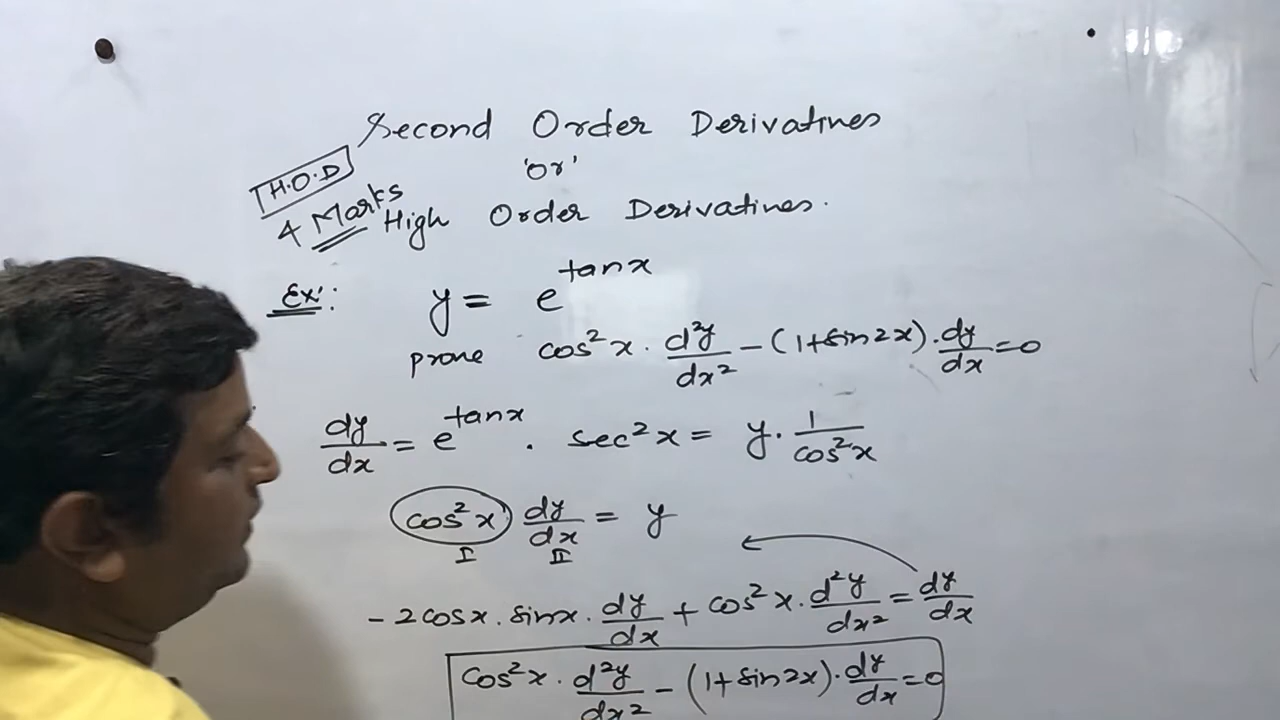 Second Order Derivatives
'or'
H.O.D
4 Marks
High Order Derivatives.
Ex: y = e^tanx
prove cos²x · d²y/dx² − (1+sin2x) · dy/dx = 0
dy/dx = e^tanx · sec²x = y · 1/cos²x
cos²x dy/dx = y
I II
−2cosx · sinx · dy/dx + cos²x · d²y/dx² = dy/dx
cos²x · d²y/dx² − (1+sin2x) · dy/dx = 0